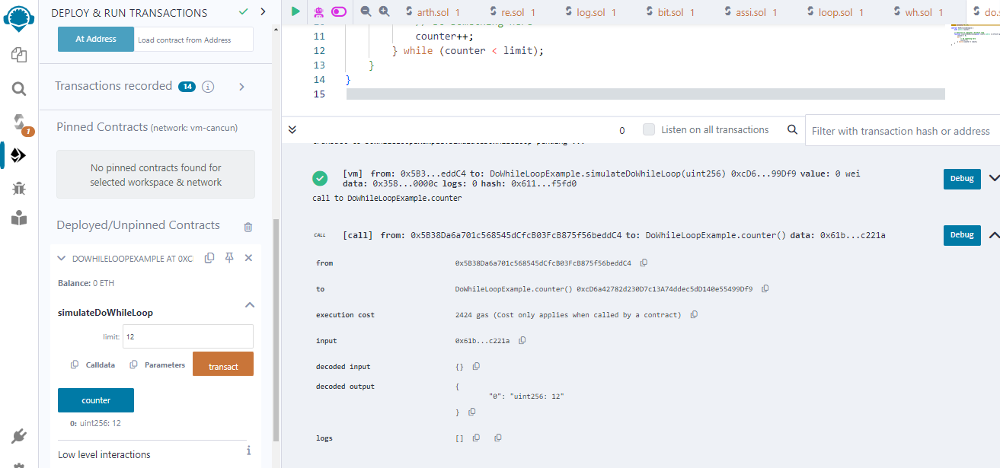 DEPLOY & RUN TRANSACTIONS
At Address
Load contract from Address
Transactions recorded 14 i
Pinned Contracts (network: vm-cancun)
No pinned contracts found for
selected workspace & network
Deployed/Unpinned Contracts
DOWHILELOOPEXAMPLE AT 0XC
Balance: 0 ETH
simulateDoWhileLoop
limit: 12
Calldata Parameters transact
counter
0: uint256: 12
Low level interactions i
1
arth.sol 1 re.sol 1 log.sol 1 bit.sol 1 assi.sol 1 loop.sol 1 wh.sol 1 do.s
11 counter++;
12 } while (counter < limit);
13 }
14 }
15
0 Listen on all transactions Filter with transaction hash or address
[vm] from: 0x5B3...eddC4 to: DoWhileLoopExample.simulateDoWhileLoop(uint256) 0xcD6...99Df9 value: 0 wei
data: 0x358...0000c logs: 0 hash: 0x611...f5fd0
Debug
call to DoWhileLoopExample.counter
CALL [call] from: 0x5B38Da6a701c568545dCfcB03FcB875f56beddC4 to: DoWhileLoopExample.counter() data: 0x61b...c221a
Debug
from 0x5B38Da6a701c568545dCfcB03FcB875f56beddC4
to DoWhileLoopExample.counter() 0xcD6a42782d230D7c13A74ddec5dD140e55499Df9
execution cost 2424 gas (Cost only applies when called by a contract)
input 0x61b...c221a
decoded input {}
decoded output {
"0": "uint256: 12"
}
logs []